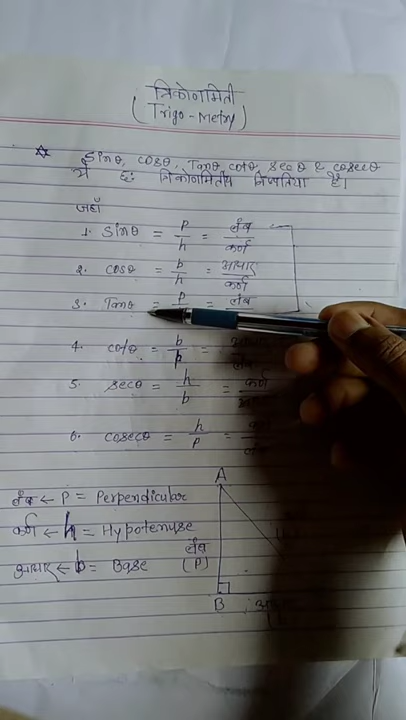 त्रिकोणमिती
(Trigo-Metry)
☆ Sinθ, cosθ, Tanθ cotθ, secθ & cosecθ
ये छः त्रिकोणमितीय निष्पतिया है।
जहाँ
1. Sinθ = p/h = लंब/कर्ण
2. cosθ = b/h = आधार/कर्ण
3. Tanθ = p = लंब
4. cotθ = b/p =
5. secθ = h/b = कर्ण
6. cosecθ = h/p =
लंब ← P = Perpendicular
कर्ण ← h = Hypotenuse
आधार ← b = Base
A
लंब
(P)
B